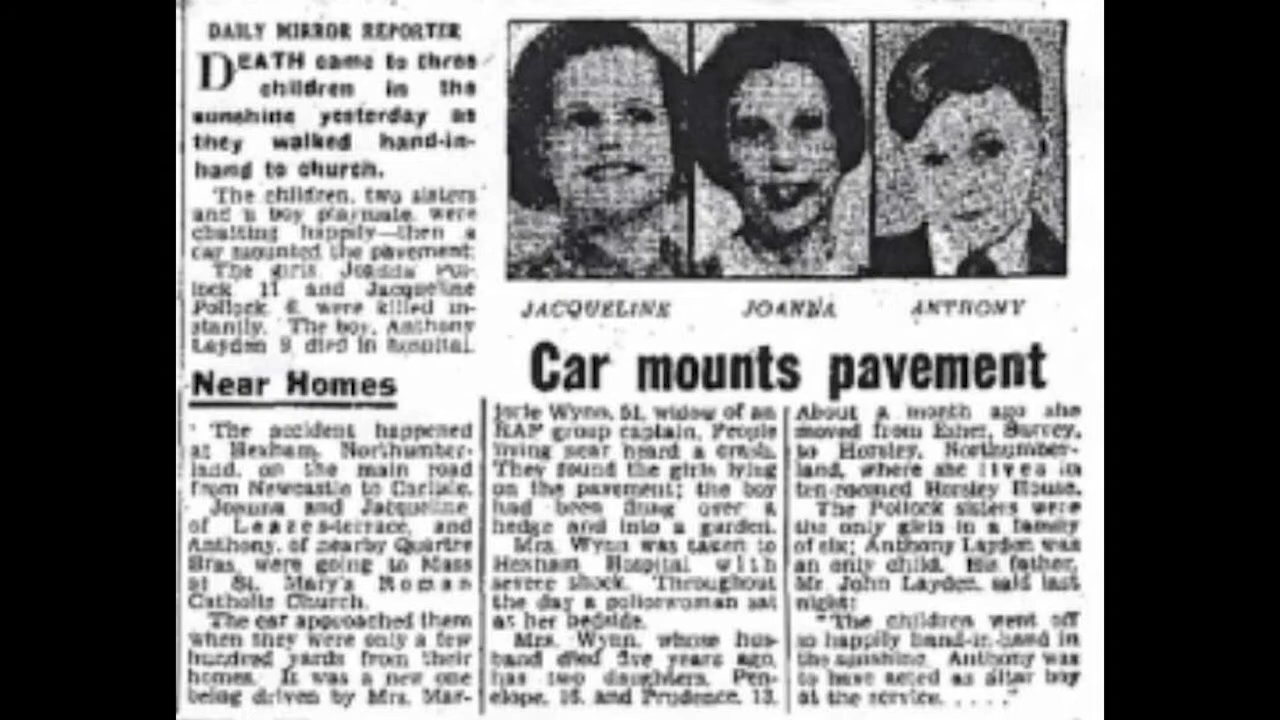 DAILY MIRROR REPORTER
DEATH came to three
children in the
sunshine yesterday as
they walked hand-in-
hand to church.
The children, two sisters
and a boy playmate, were
chatting happily—then a
car mounted the pavement.
The girls, Joanna Pol-
lock 11 and Jacqueline
Pollock 6 were killed in-
stantly. The boy, Anthony
Layden 9 died in hospital.
JACQUELINE JOANNA ANTHONY
Car mounts pavement
Near Homes
The accident happened
at Hexham, Northumber-
land, on the main road
from Newcastle to Carlisle.
Joanna and Jacqueline
of Leazes-terrace, and
Anthony, of nearby Quatre
Bras, were going to Mass
at St. Mary's Roman
Catholic Church.
The car approached them
when they were only a few
hundred yards from their
homes. It was a new one
being driven by Mrs. Mar-
jorie Wynn, 51, widow of an
RAF group captain. People
living near heard a crash.
They found the girls lying
on the pavement; the boy
had been flung over a
hedge and into a garden.
Mrs. Wynn was taken to
Hexham Hospital with
severe shock. Throughout
the day a policewoman sat
at her bedside.
Mrs. Wynn, whose hus-
band died five years ago,
has two daughters, Pen-
elope, 16, and Prudence, 13.
About a month ago she
moved from Esher, Surrey,
to Horsley, Northumber-
land, where she lives in
ten-roomed Horsley House.
The Pollock sisters were
the only girls in a family
of six; Anthony Layden was
an only child. His father,
Mr. John Layden, said last
night:
"The children went off
so happily hand-in-hand in
the sunshine. Anthony was
to have acted as altar boy
at the service. . . . ."